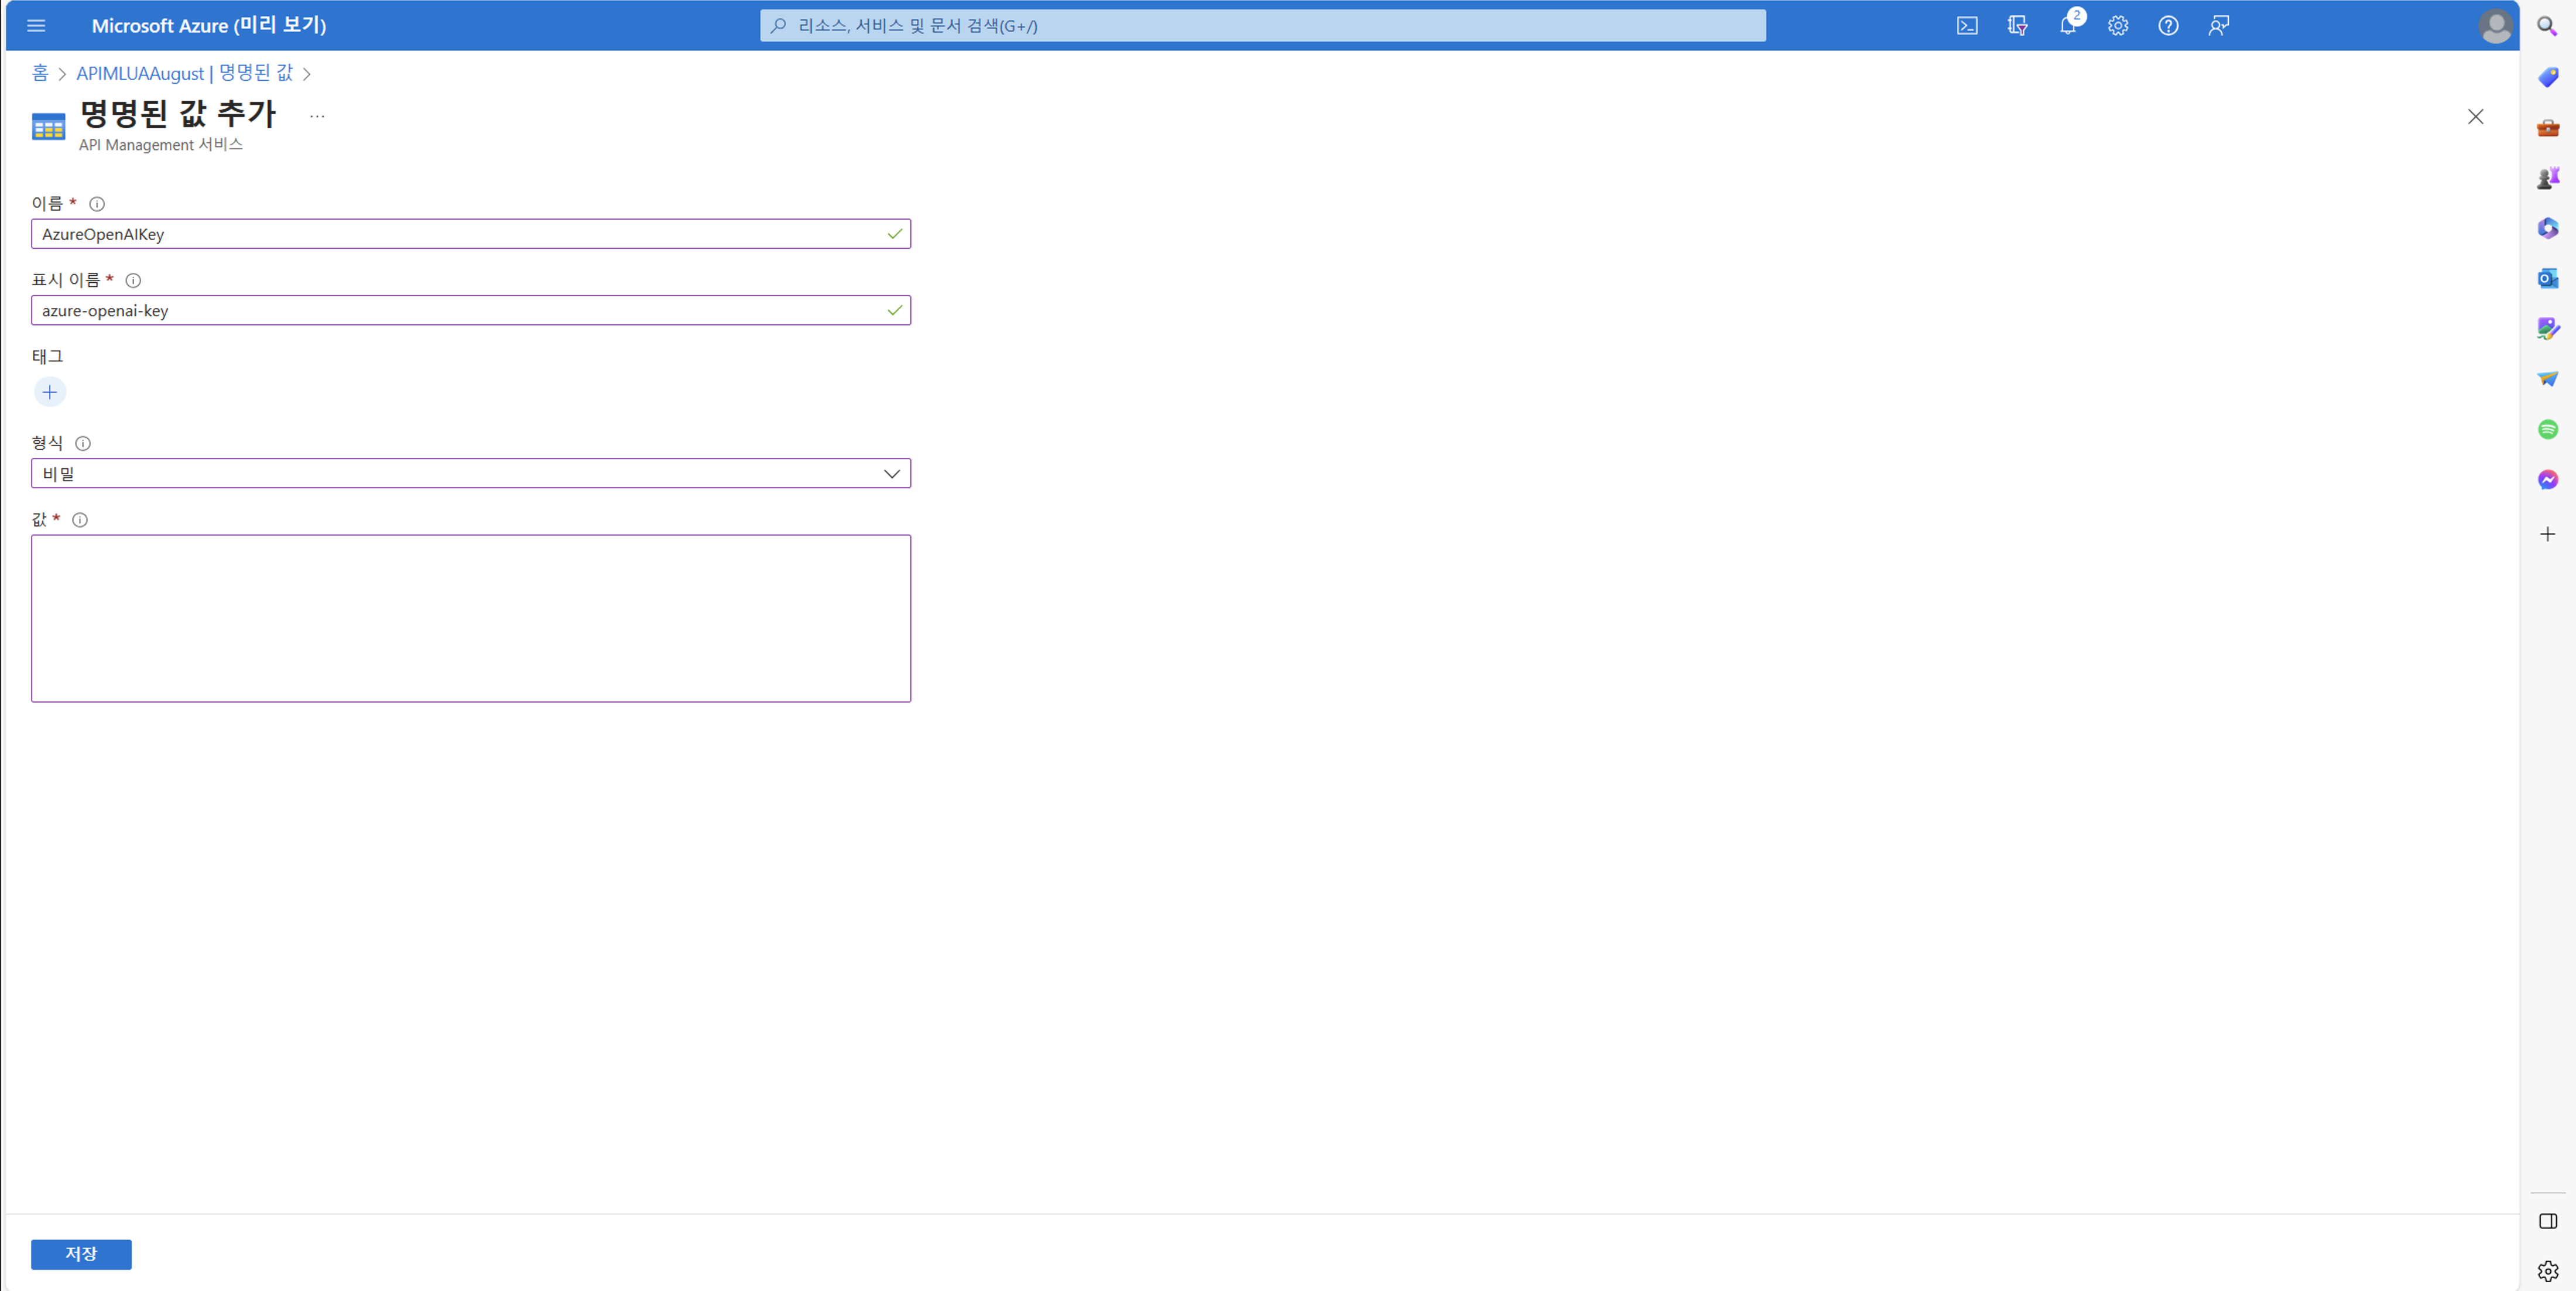 Microsoft Azure (미리 보기)
리소스, 서비스 및 문서 검색(G+/)
2
홈 > APIMLUAAugust | 명명된 값 >
명명된 값 추가 ...
API Management 서비스
이름 *
AzureOpenAIKey
표시 이름 *
azure-openai-key
태그
형식
비밀
값 *
저장